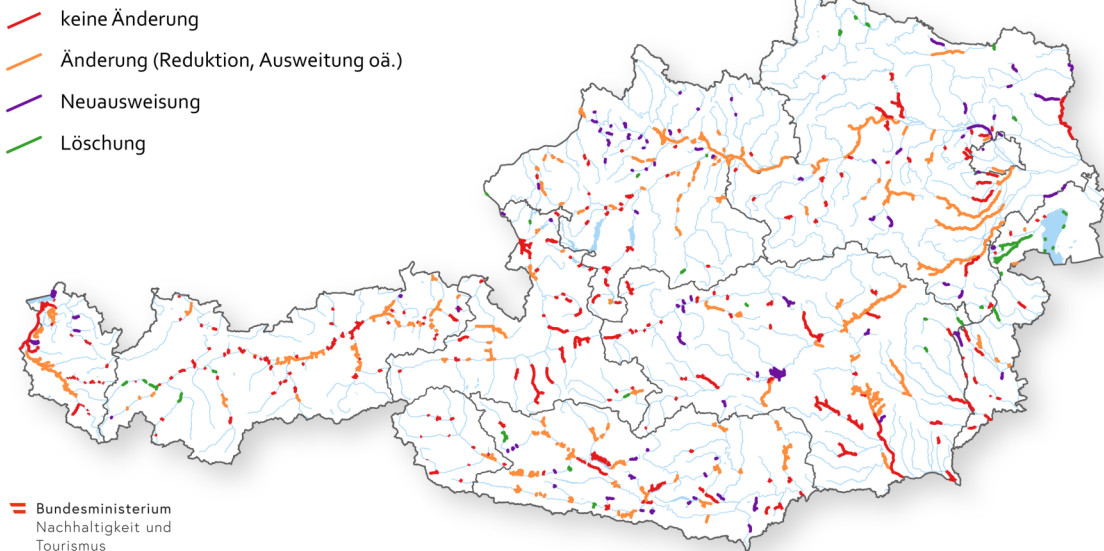 keine Änderung
Änderung (Reduktion, Ausweitung oä.)
Neuausweisung
Löschung
Bundesministerium
Nachhaltigkeit und
Tourismus